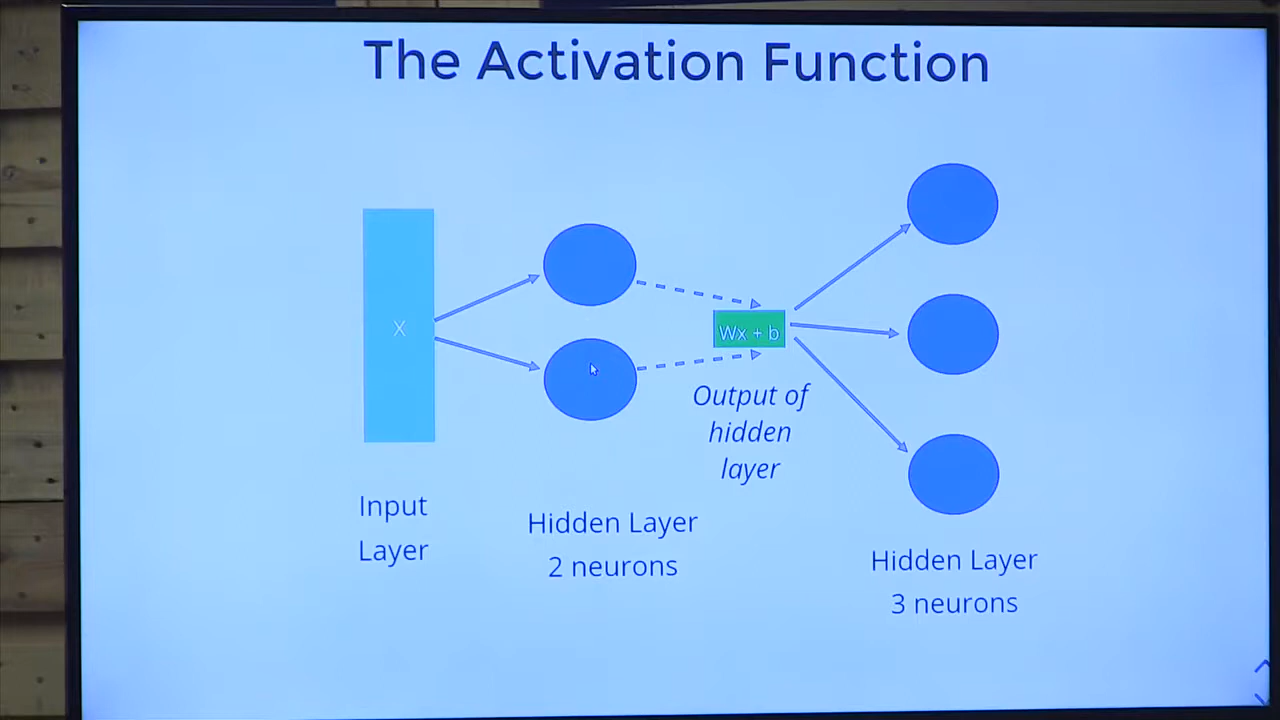 The Activation Function
X
Wx + b
Output of
hidden
layer
Input
Layer
Hidden Layer
2 neurons
Hidden Layer
3 neurons